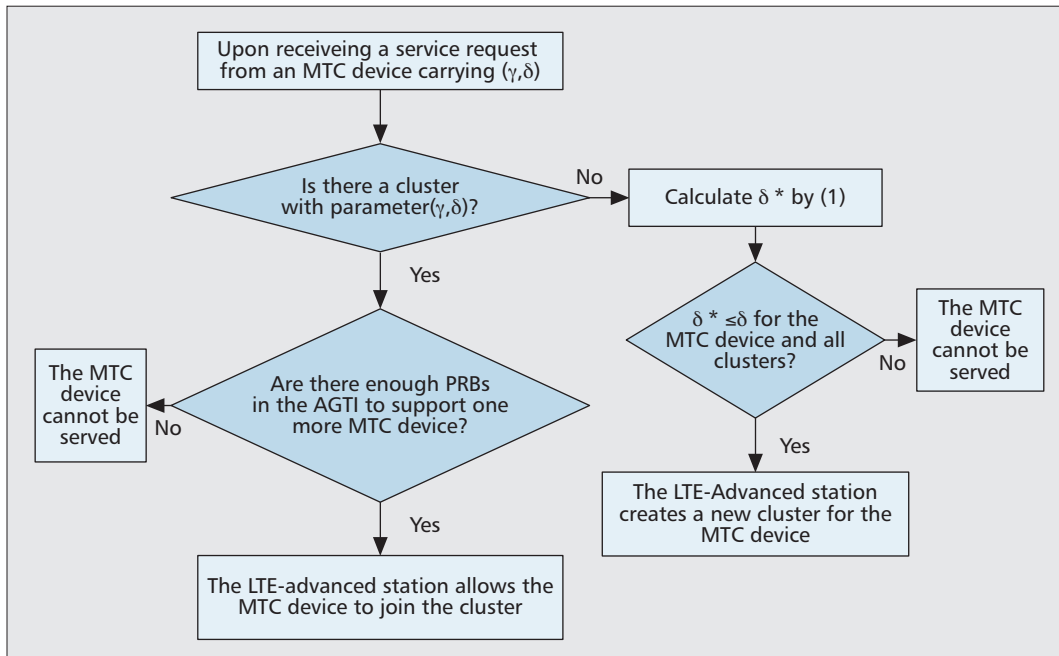 Upon receiveing a service request
from an MTC device carrying (γ,δ)
Is there a cluster
with parameter(γ,δ)?
No
Calculate δ * by (1)
Yes
δ * ≤δ for the
MTC device and all
clusters?
No
The MTC
device
cannot be
served
Are there enough PRBs
in the AGTI to support one
more MTC device?
The MTC
device
cannot be
served
No
Yes
The LTE-Advanced station
creates a new cluster for the
MTC device
Yes
The LTE-advanced station allows the
MTC device to join the cluster